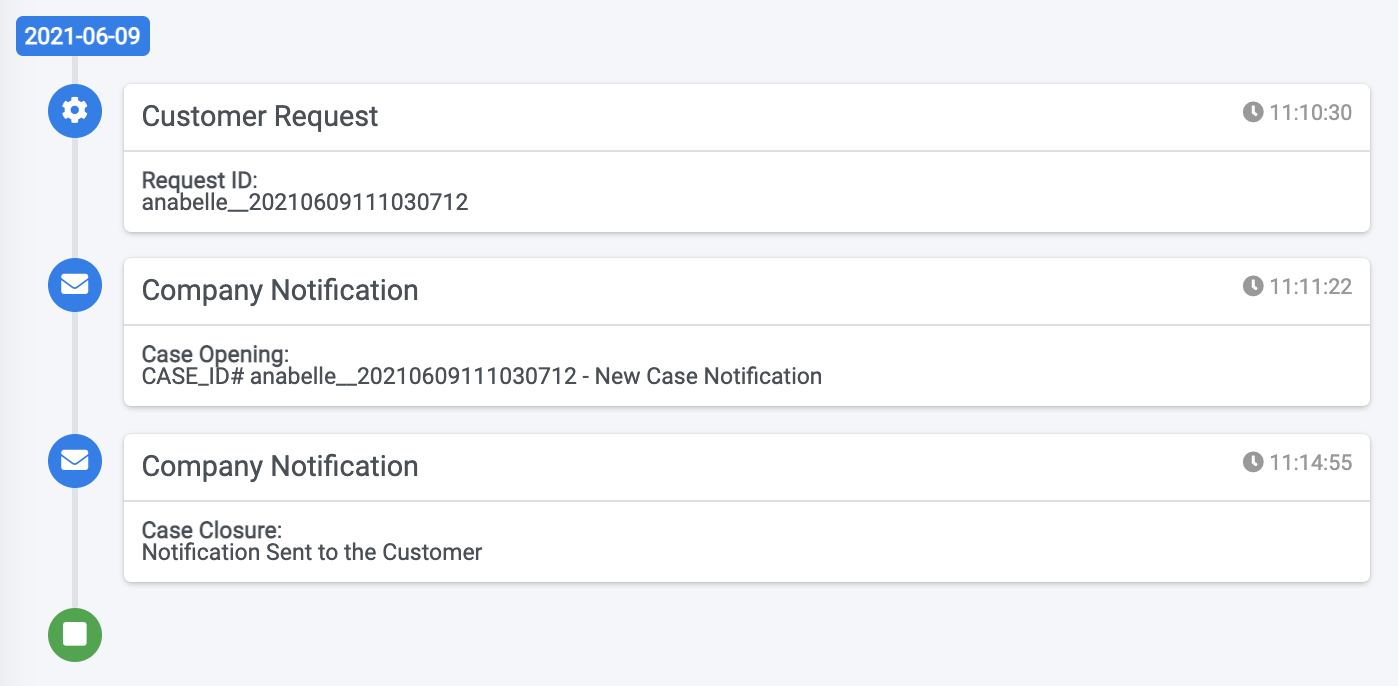 2021-06-09
Customer Request
11:10:30
Request ID:
anabelle__20210609111030712
Company Notification
11:11:22
Case Opening:
CASE_ID# anabelle__20210609111030712 - New Case Notification
Company Notification
11:14:55
Case Closure:
Notification Sent to the Customer